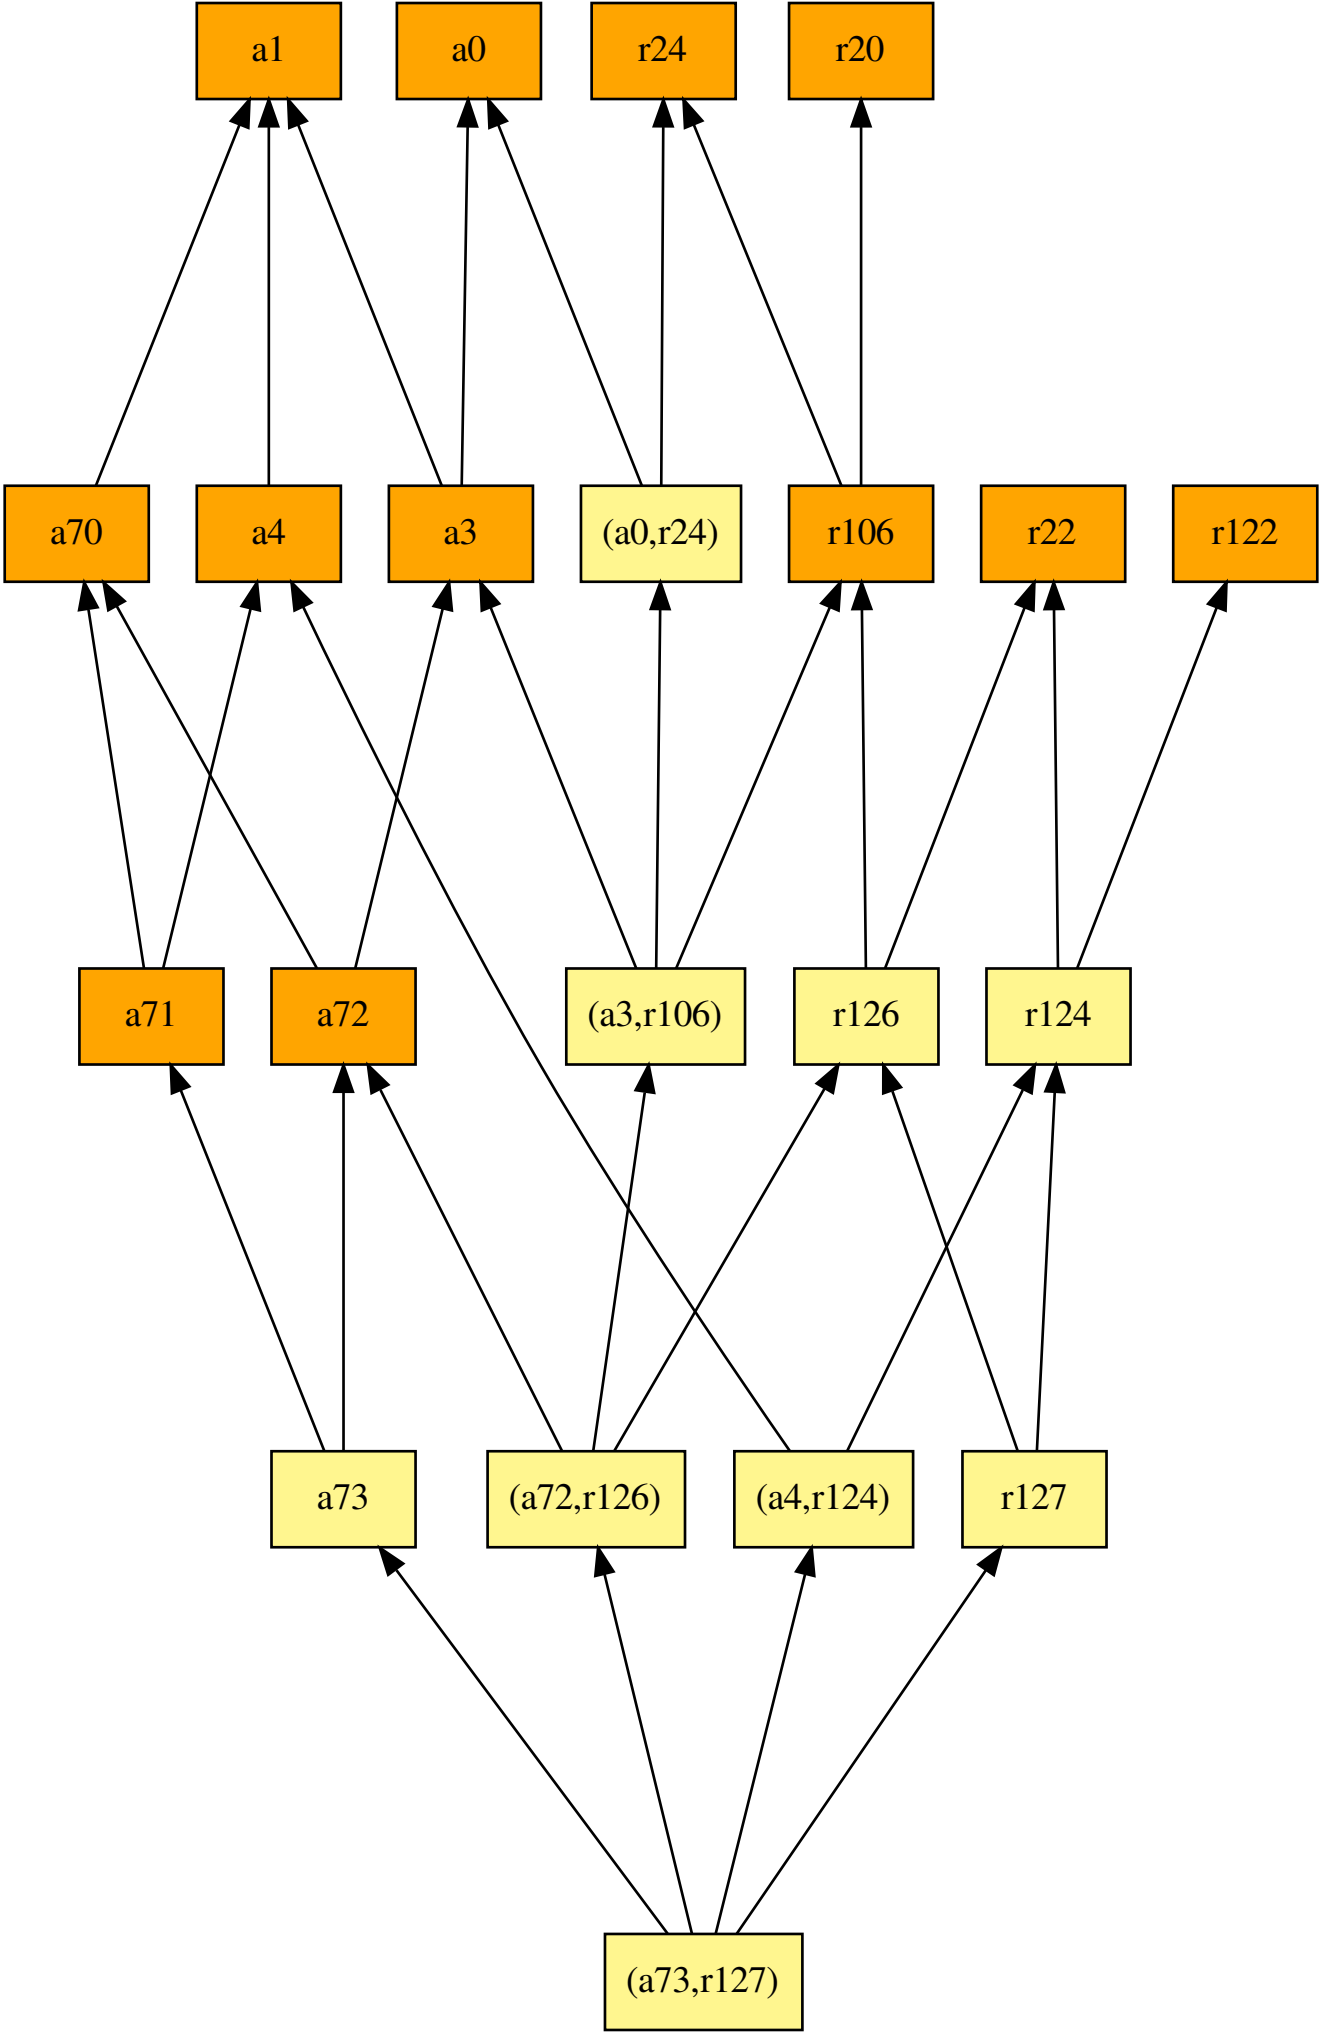 a1
a0
r24
r20
a70
a4
a3
(a0,r24)
r106
r22
r122
a71
a72
(a3,r106)
r126
r124
a73
(a72,r126)
(a4,r124)
r127
(a73,r127)